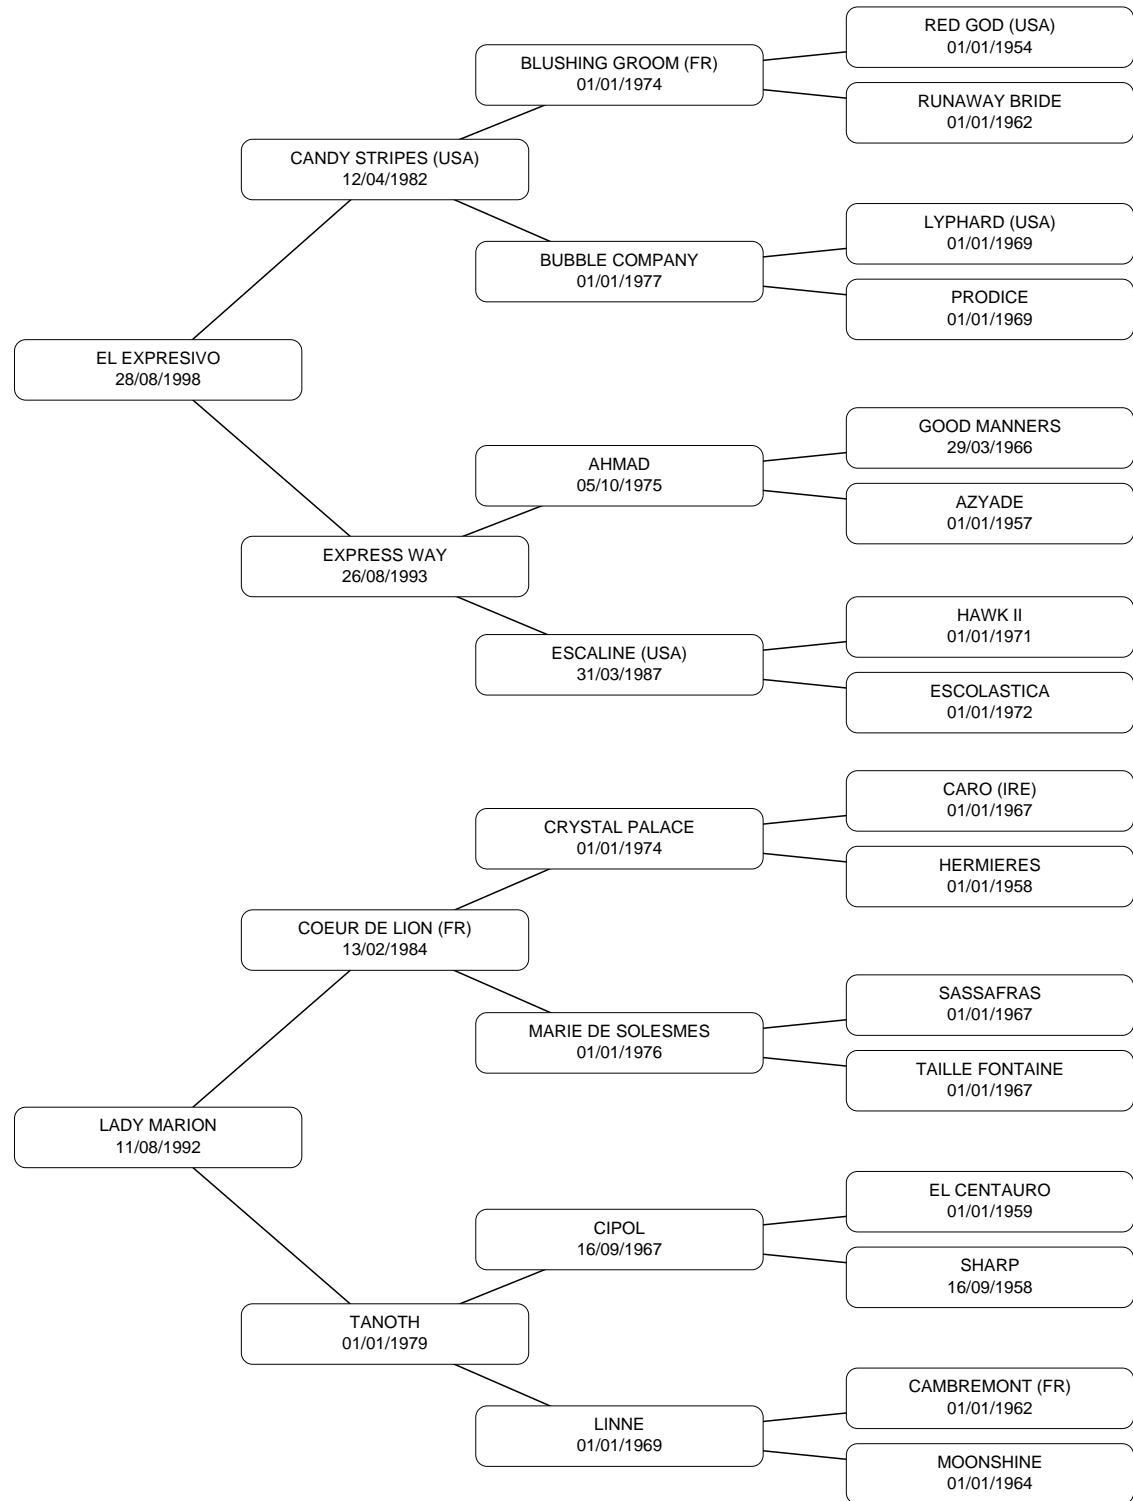 RED GOD (USA)
01/01/1954
BLUSHING GROOM (FR)
01/01/1974
RUNAWAY BRIDE
01/01/1962
CANDY STRIPES (USA)
12/04/1982
LYPHARD (USA)
01/01/1969
BUBBLE COMPANY
01/01/1977
PRODICE
01/01/1969
EL EXPRESIVO
28/08/1998
GOOD MANNERS
29/03/1966
AHMAD
05/10/1975
AZYADE
01/01/1957
EXPRESS WAY
26/08/1993
HAWK II
01/01/1971
ESCALINE (USA)
31/03/1987
ESCOLASTICA
01/01/1972
CARO (IRE)
01/01/1967
CRYSTAL PALACE
01/01/1974
HERMIERES
01/01/1958
COEUR DE LION (FR)
13/02/1984
SASSAFRAS
01/01/1967
MARIE DE SOLESMES
01/01/1976
TAILLE FONTAINE
01/01/1967
LADY MARION
11/08/1992
EL CENTAURO
01/01/1959
CIPOL
16/09/1967
SHARP
16/09/1958
TANOTH
01/01/1979
CAMBREMONT (FR)
01/01/1962
LINNE
01/01/1969
MOONSHINE
01/01/1964